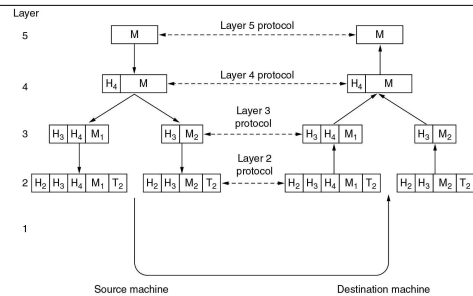 Layer
5 M Layer 5 protocol M
4 H₄ M Layer 4 protocol H₄ M
3 H₃ H₄ M₁ H₃ M₂ Layer 3 protocol H₃ H₄ M₁ H₃ M₂
2 H₂ H₃ H₄ M₁ T₂ H₂ H₃ M₂ T₂ Layer 2 protocol H₂ H₃ H₄ M₁ T₂ H₂ H₃ M₂ T₂
1
Source machine Destination machine